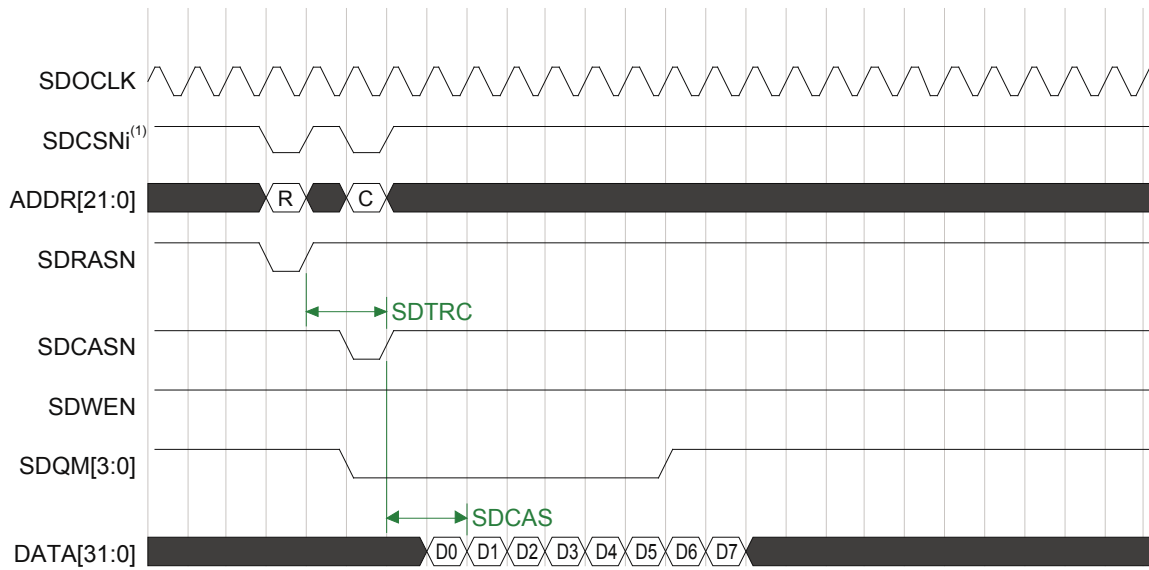 SDOCLK
SDCSNi(1)
ADDR[21:0]
R
C
SDRASN
SDTRC
SDCASN
SDWEN
SDQM[3:0]
SDCAS
DATA[31:0]
D0 D1 D2 D3 D4 D5 D6 D7